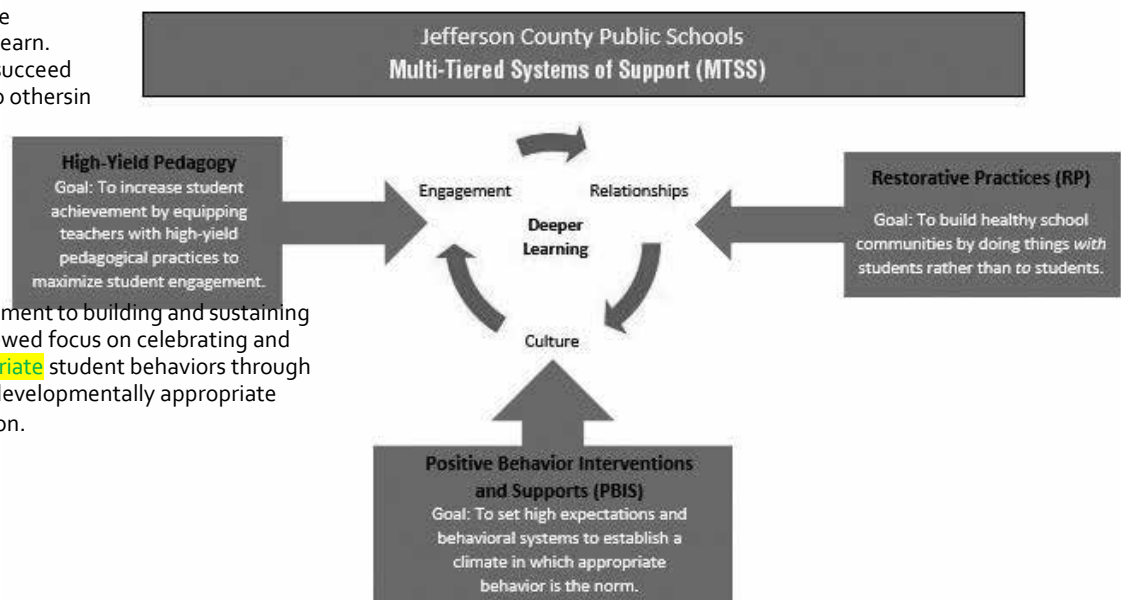 earn.
succeed
othersin
Jefferson County Public Schools
Multi-Tiered Systems of Support (MTSS)
High-Yield Pedagogy
Goal: To increase student
achievement by equipping
teachers with high-yield
pedagogical practices to
maximize student engagement.
Engagement
Relationships
Deeper
Learning
Culture
Restorative Practices (RP)
Goal: To build healthy school
communities by doing things with
students rather than to students.
ment to building and sustaining
wed focus on celebrating and
riate student behaviors through
developmentally appropriate
on.
Positive Behavior Interventions
and Supports (PBIS)
Goal: To set high expectations and
behavioral systems to establish a
climate in which appropriate
behavior is the norm.